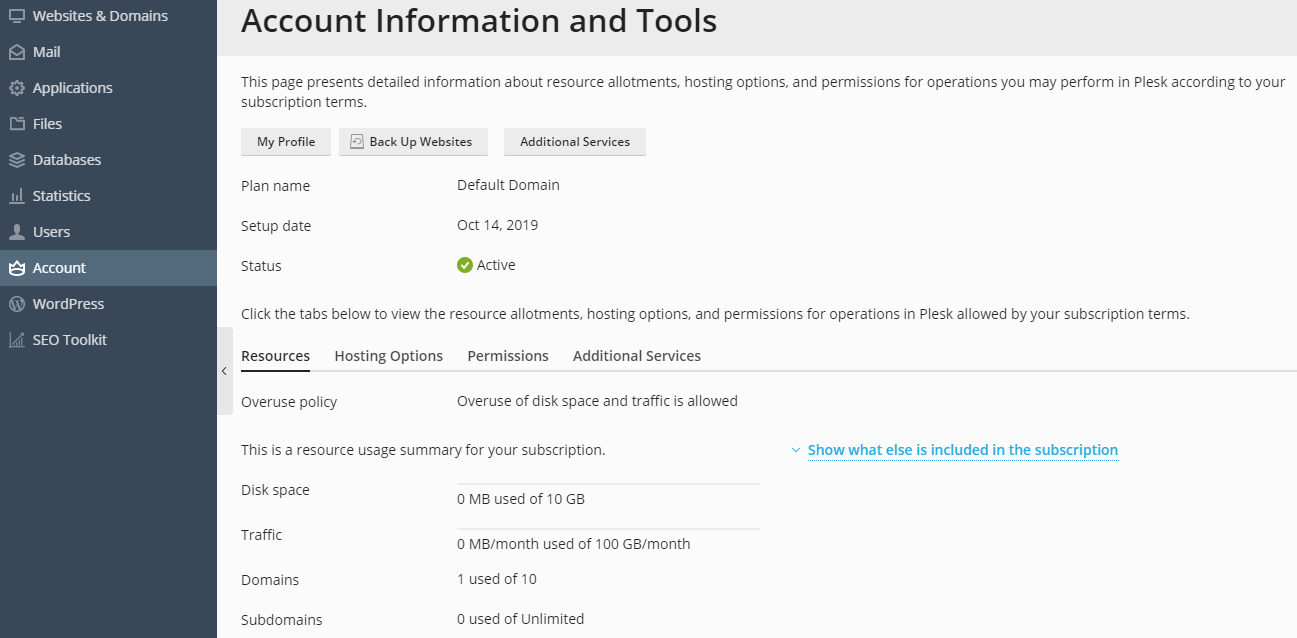 Websites & Domains
Mail
Applications
Files
Databases
Statistics
Users
Account
WordPress
SEO Toolkit
Account Information and Tools
This page presents detailed information about resource allotments, hosting options, and permissions for operations you may perform in Plesk according to your
subscription terms.
My Profile Back Up Websites Additional Services
Plan name Default Domain
Setup date Oct 14, 2019
Status Active
Click the tabs below to view the resource allotments, hosting options, and permissions for operations in Plesk allowed by your subscription terms.
Resources Hosting Options Permissions Additional Services
Overuse policy Overuse of disk space and traffic is allowed
This is a resource usage summary for your subscription. Show what else is included in the subscription
Disk space 0 MB used of 10 GB
Traffic 0 MB/month used of 100 GB/month
Domains 1 used of 10
Subdomains 0 used of Unlimited